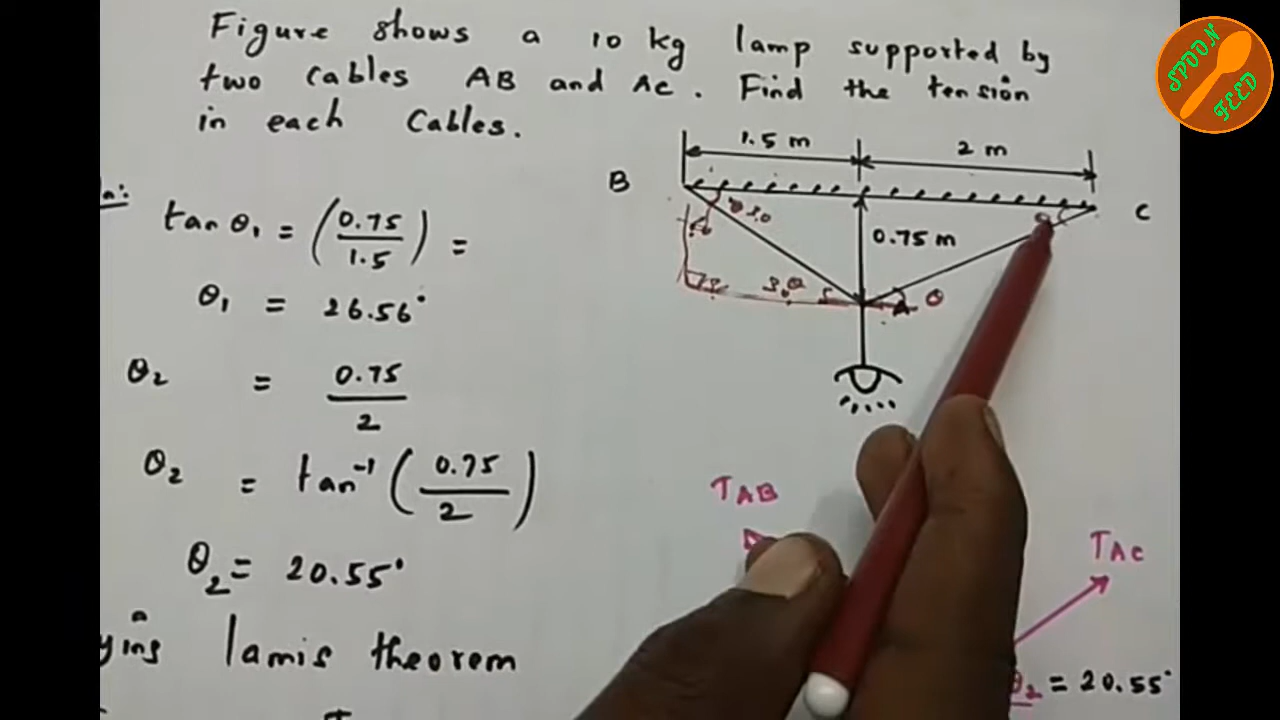 Figure shows a 10 kg lamp supported by
two cables AB and AC. Find the tension
in each Cables.
SPOON
FEED
1.5 m
2 m
B
C
0.75 m
tan θ₁ = (0.75/1.5) =
θ₁ = 26.56°
θ
A
θ₂ = 0.75/2
θ₂ = tan⁻¹ (0.75/2)
TAB
TAC
θ₂ = 20.55°
lamis theorem
θ₂ = 20.55°